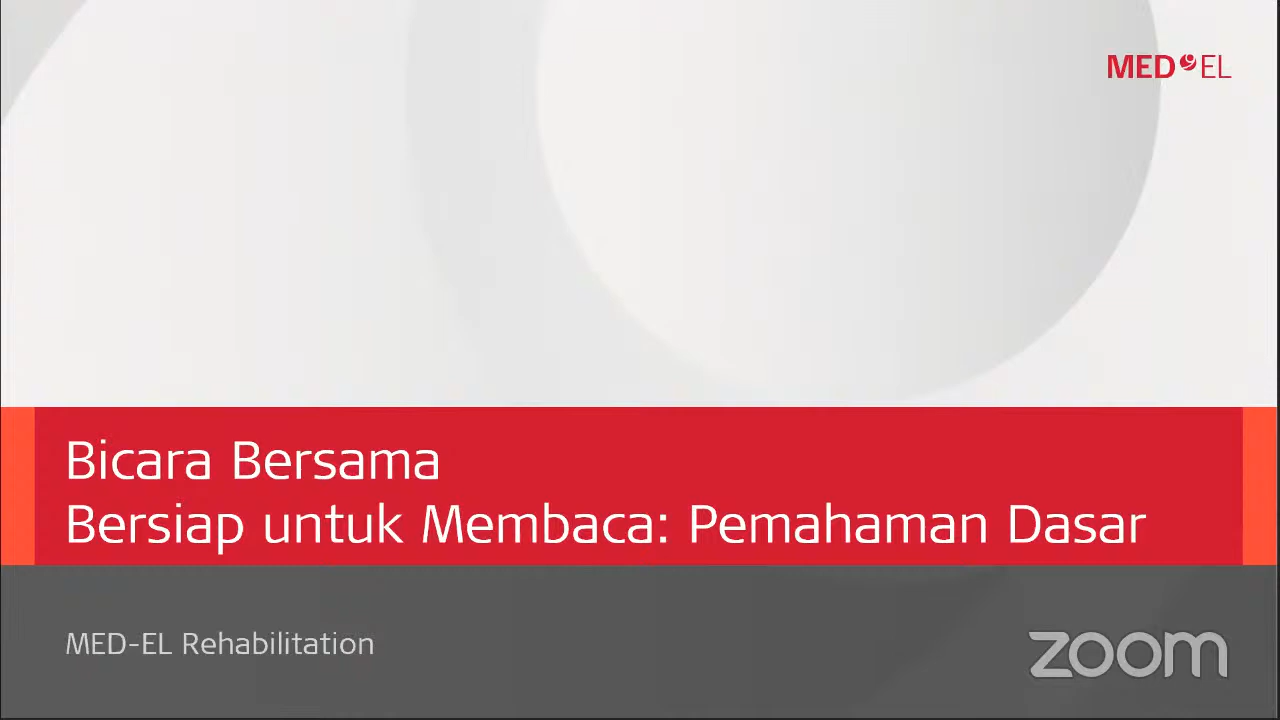 MED EL
Bicara Bersama
Bersiap untuk Membaca: Pemahaman Dasar
MED-EL Rehabilitation
zoom